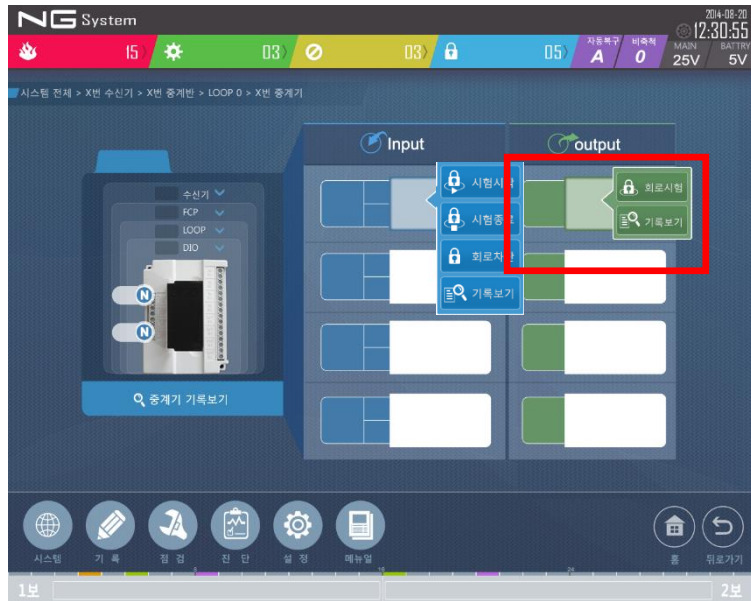 NG System
2014-08-20
12:30:55
15 03 03 05 자동복구 A 비축적 0 MAIN 25V BATTRY 5V
시스템 전체 > X번 수신기 > X번 중계반 > LOOP 0 > X번 중계기
Input
output
수신기
FCP
LOOP
DIO
N
N
중계기 기록보기
시험시작
시험종료
회로차단
기록보기
회로시험
기록보기
시스템 기 록 점 검 진 단 설 정 메뉴얼 홈 뒤로가기
1보 2보